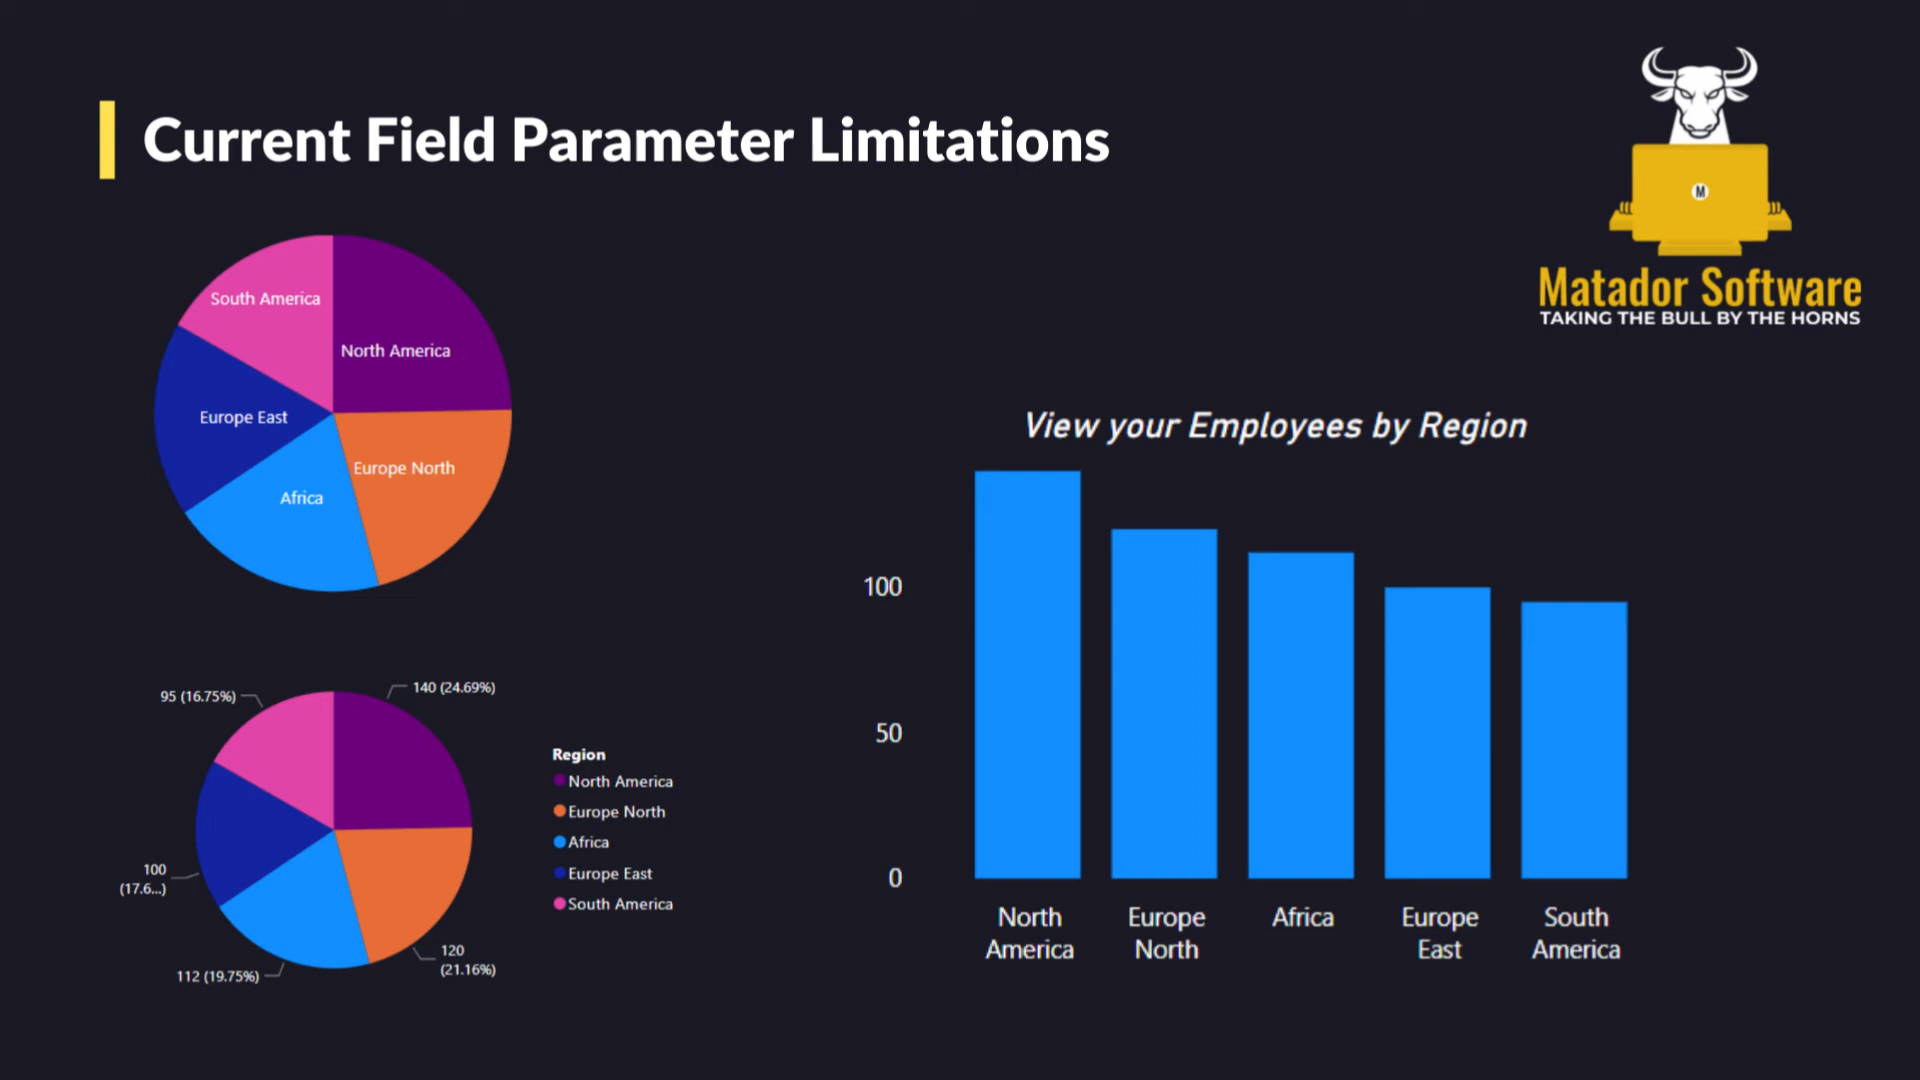 Current Field Parameter Limitations
M
Matador Software
TAKING THE BULL BY THE HORNS
South America
North America
Europe East
Europe North
Africa
95 (16.75%)
140 (24.69%)
100
(17.6...)
112 (19.75%)
120
(21.16%)
Region
North America
Europe North
Africa
Europe East
South America
View your Employees by Region
100
50
0
North
America
Europe
North
Africa
Europe
East
South
America